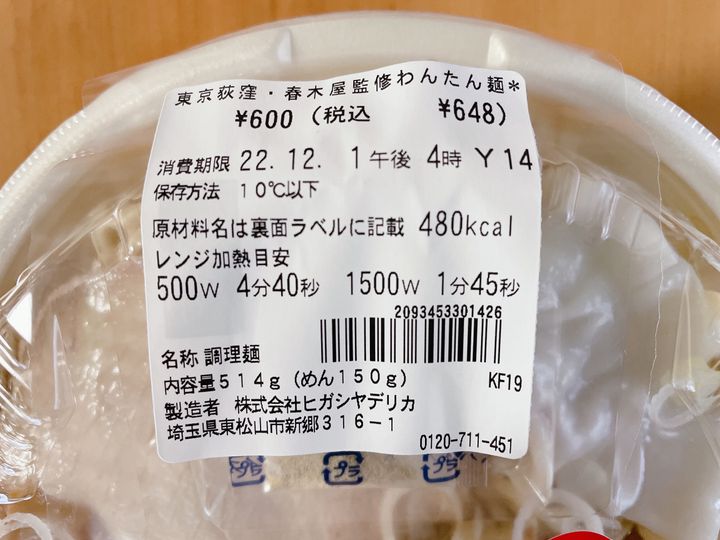 東京荻窪・春木屋監修わんたん麺*
¥600（税込 ¥648）
消費期限 22.12. 1午後 4時 Y14
保存方法 10℃以下
原材料名は裏面ラベルに記載 480kcal
レンジ加熱目安
500W 4分40秒 1500W 1分45秒
2093453301426
名称 調理麺
内容量514g（めん150g） KF19
製造者 株式会社ヒガシヤデリカ
埼玉県東松山市新郷316−1
0120-711-451
プラ プラ プラ